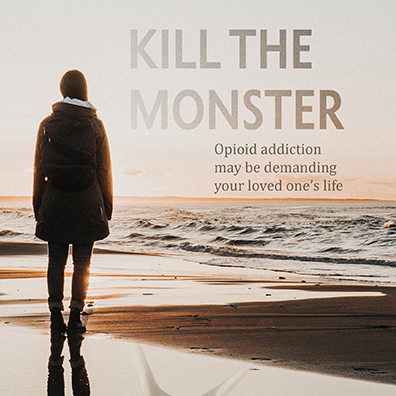 KILL THE
MONSTER
Opioid addiction
may be demanding
your loved one's life